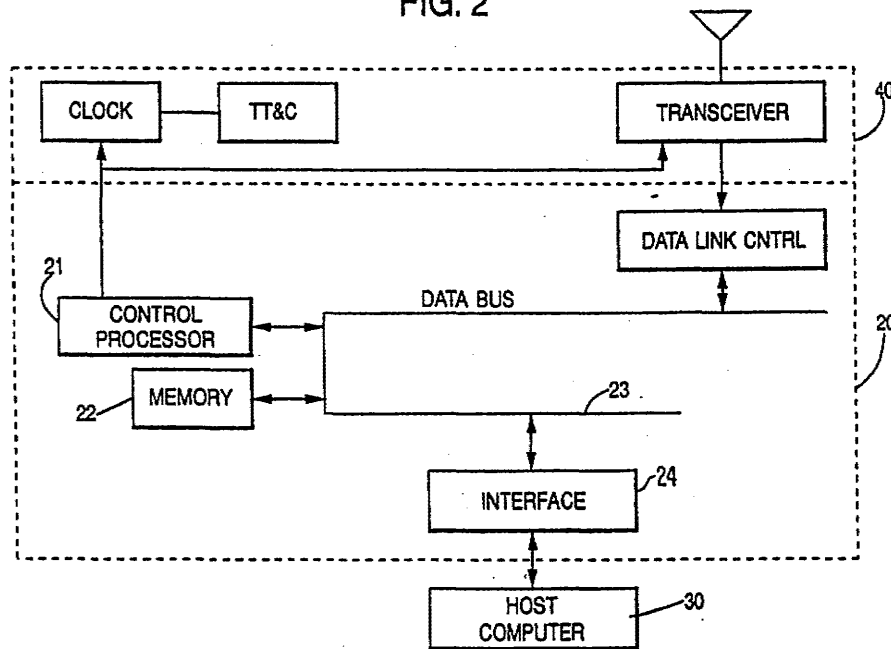 FIG. 2
CLOCK
TT&C
TRANSCEIVER
40
DATA LINK CNTRL
21
CONTROL
PROCESSOR
DATA BUS
20
22
MEMORY
23
INTERFACE
24
HOST
COMPUTER
30